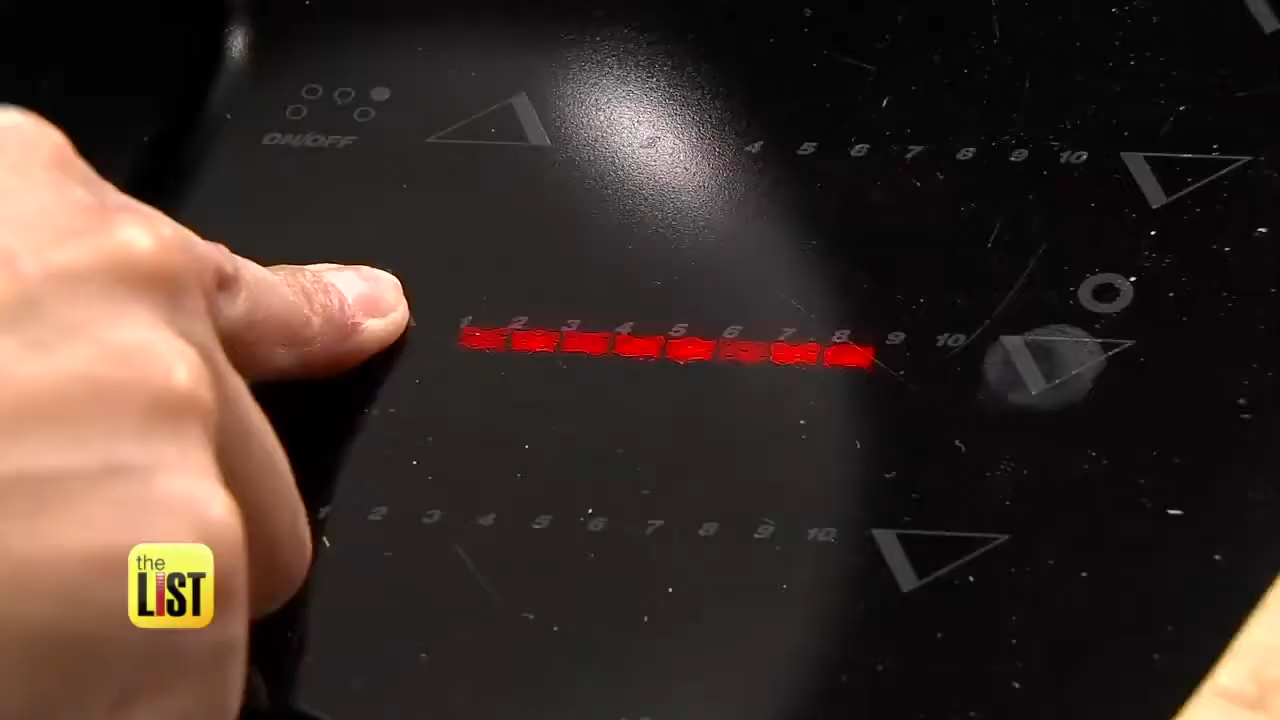 ON/OFF
4 5 6 7 8 9 10
1 2 3 4 5 6 7 8 9 10
1 2 3 4 5 6 7 8 9 10
the
LiST